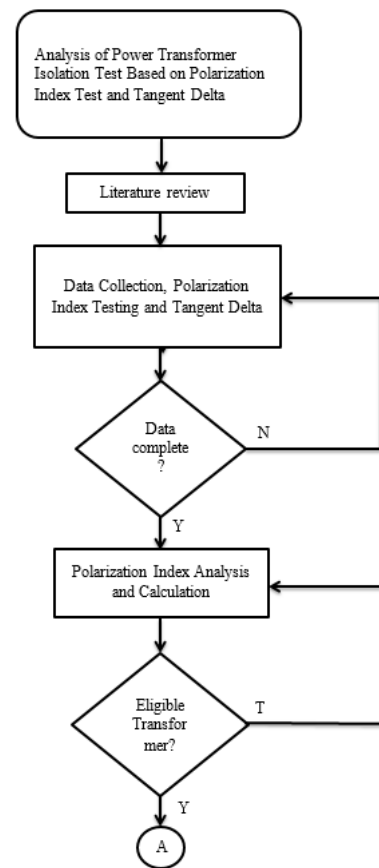 Analysis of Power Transformer
Isolation Test Based on Polarization
Index Test and Tangent Delta
Literature review
Data Collection, Polarization
Index Testing and Tangent Delta
Data
complete
?
N
Y
Polarization Index Analysis
and Calculation
Eligible
Transfor
mer?
T
Y
A